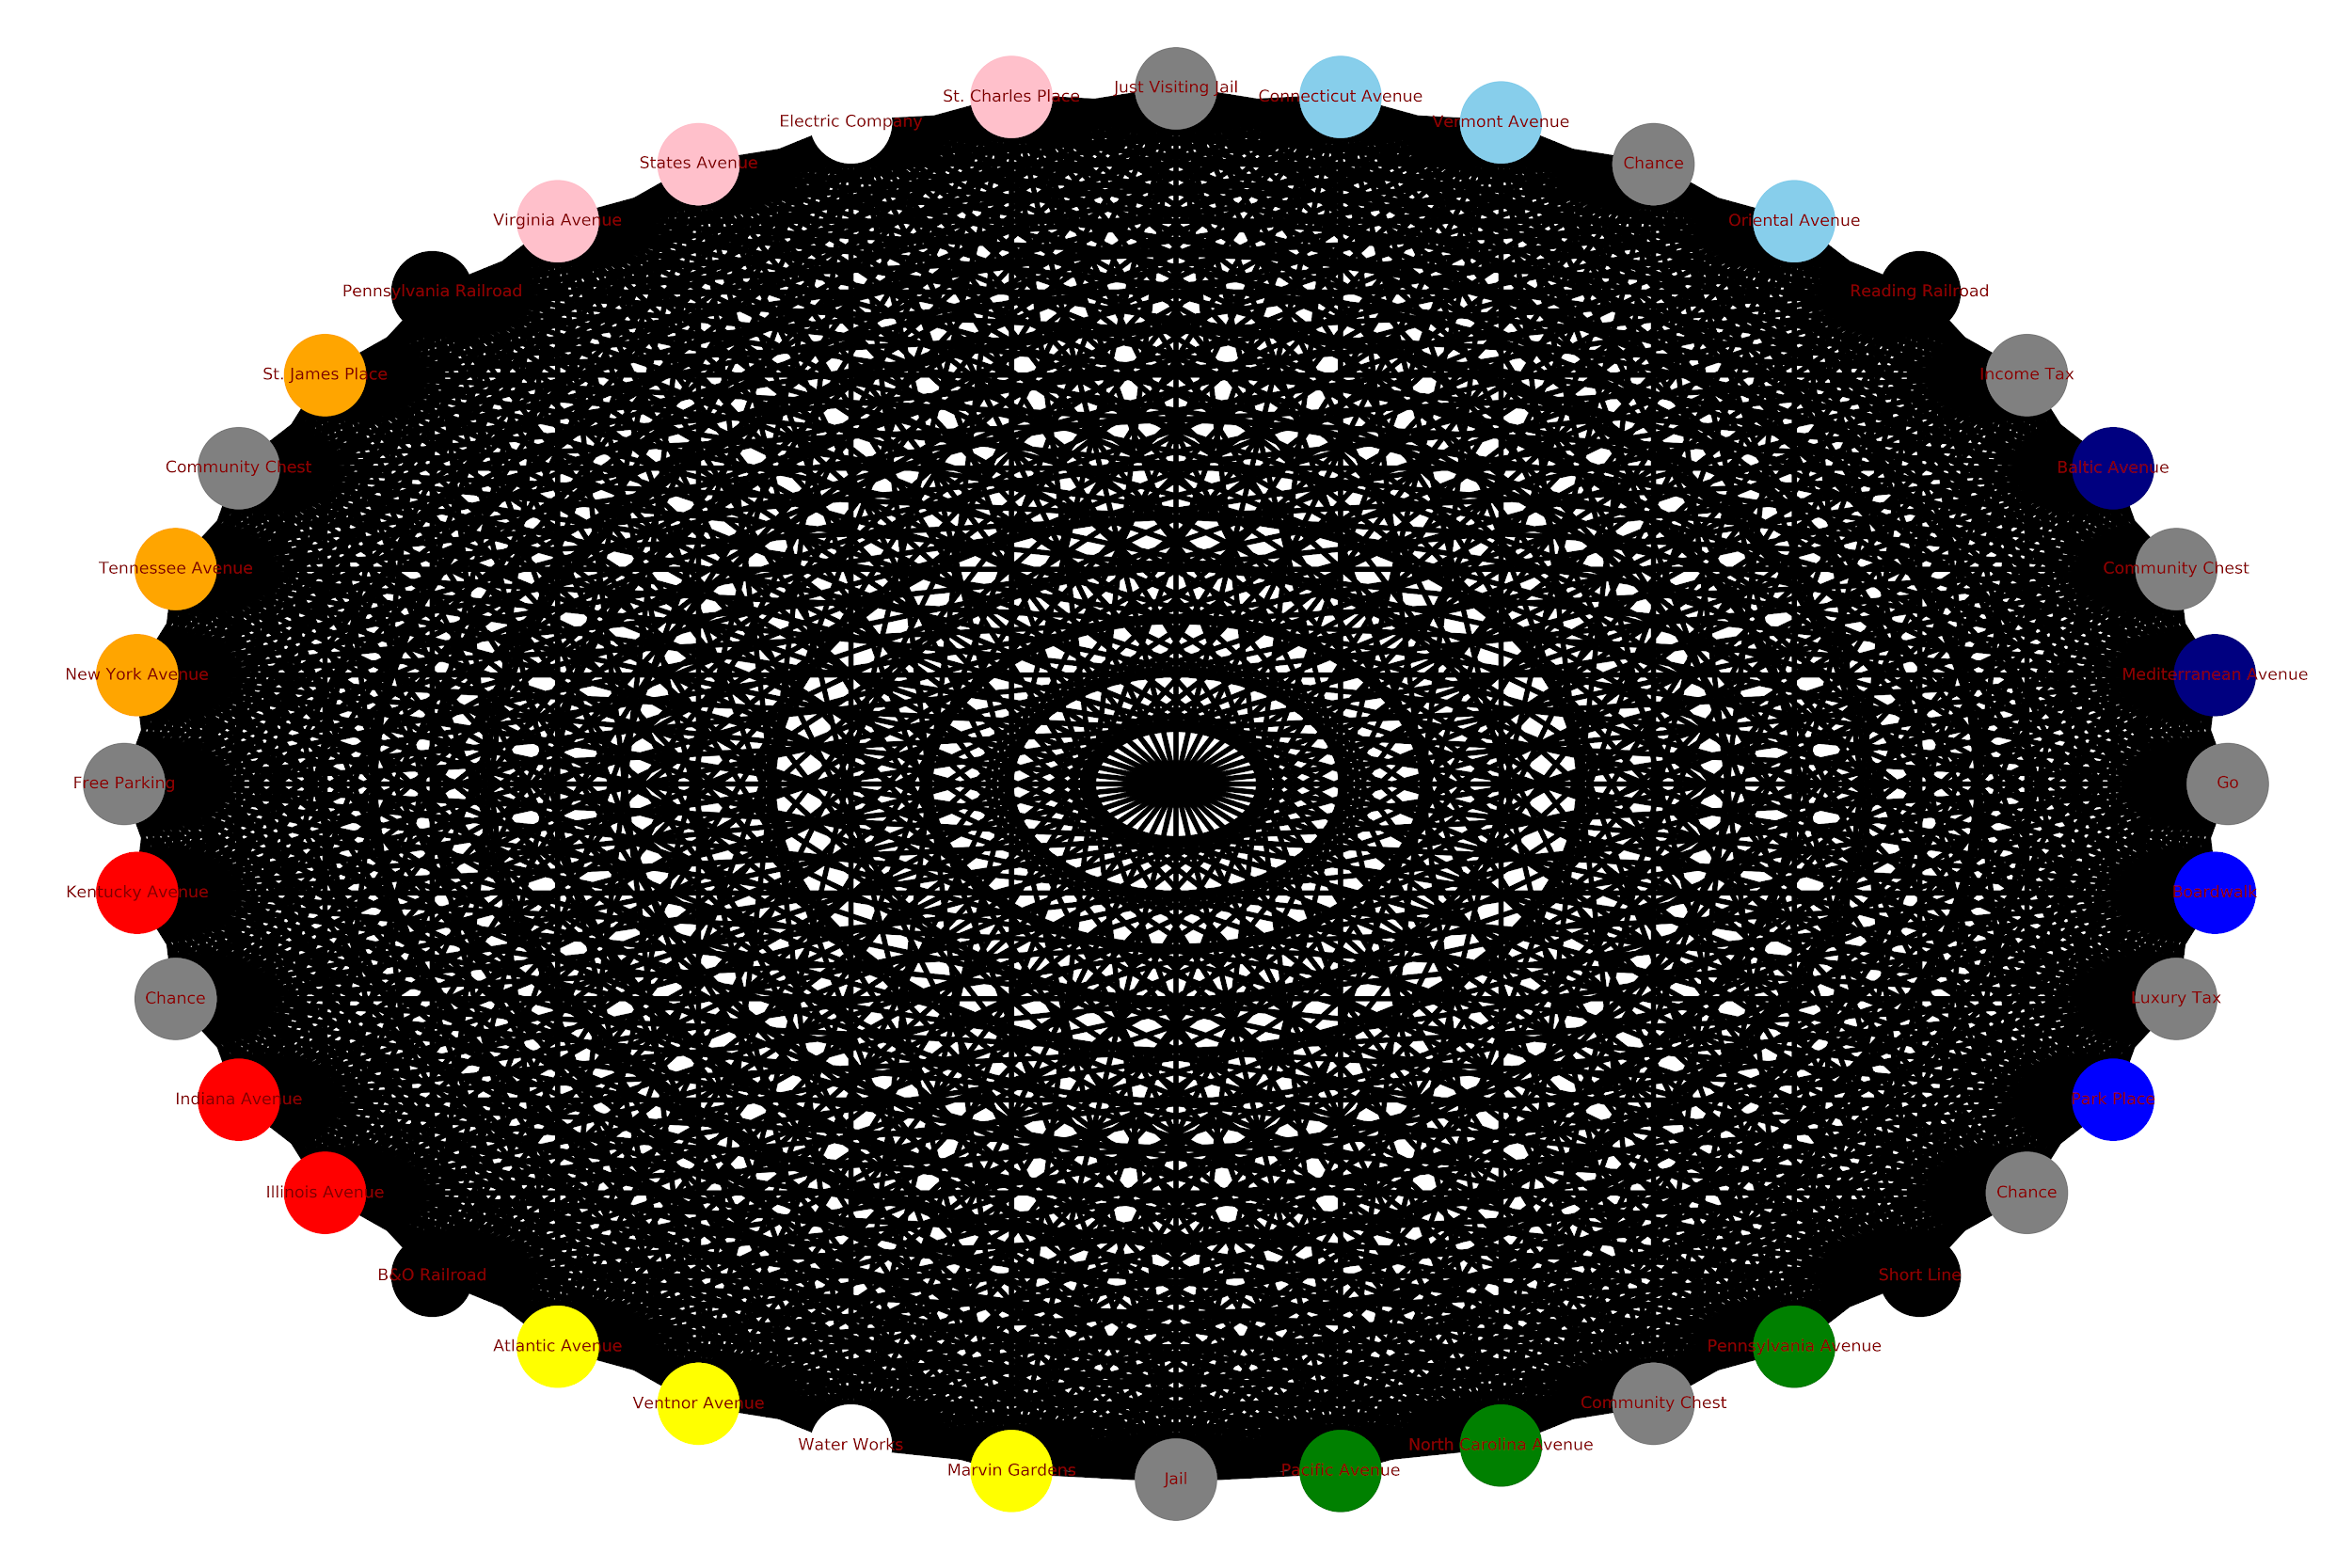 Just Visiting Jail
St. Charles Place
Connecticut Avenue
Electric Company
Vermont Avenue
States Avenue
Chance
Virginia Avenue
Oriental Avenue
Pennsylvania Railroad
Reading Railroad
St. James Place
Income Tax
Community Chest
Baltic Avenue
Tennessee Avenue
Community Chest
New York Avenue
Mediterranean Avenue
Free Parking
Go
Kentucky Avenue
Boardwalk
Chance
Luxury Tax
Indiana Avenue
Park Place
Illinois Avenue
Chance
B&O Railroad
Short Line
Atlantic Avenue
Pennsylvania Avenue
Ventnor Avenue
Community Chest
Water Works
North Carolina Avenue
Marvin Gardens
Pacific Avenue
Jail